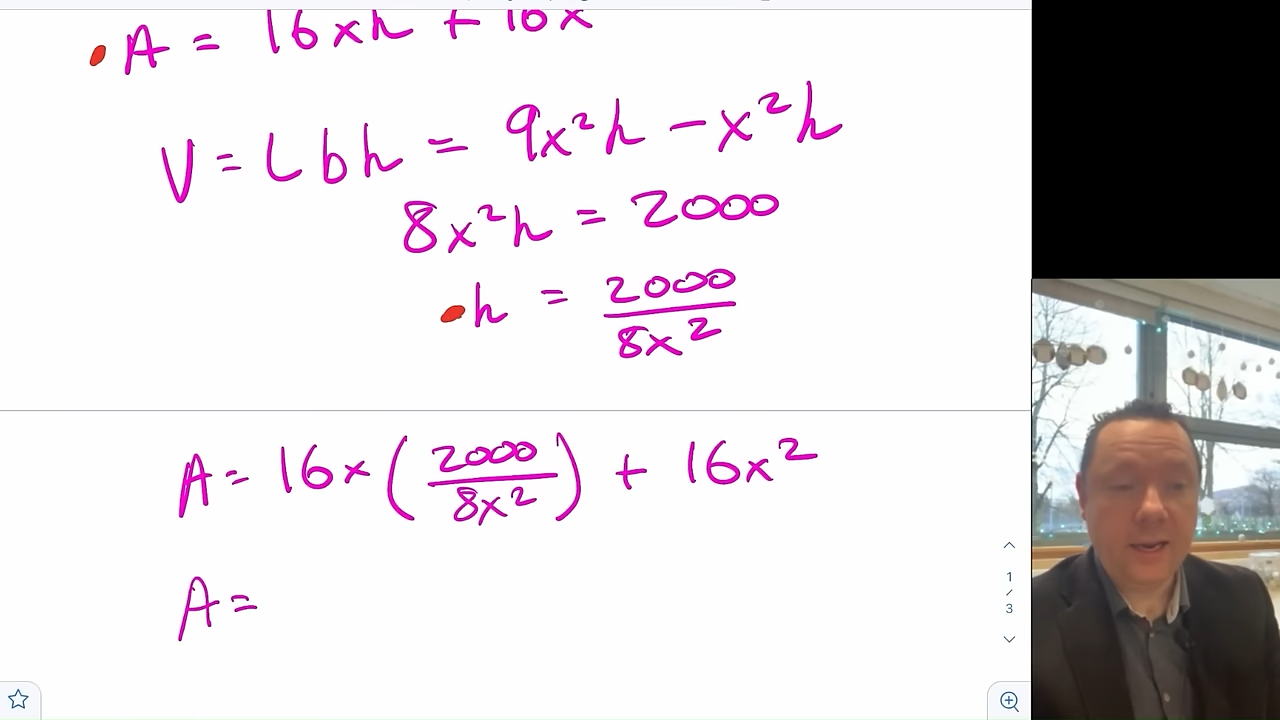 A = 16xh + 16x
V = Lbh = 9x²h - x²h
8x²h = 2000
h = 2000/8x²
A = 16x(2000/8x²) + 16x²
A =
1
/
3